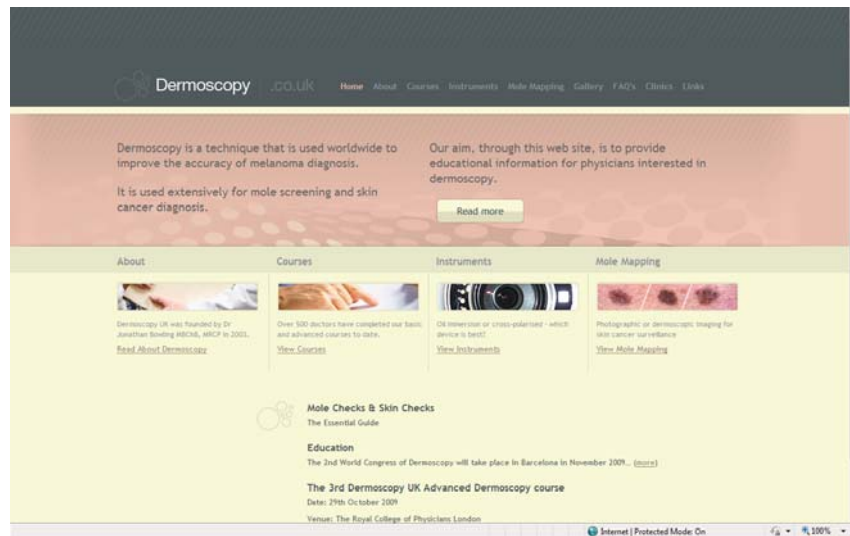 Dermoscopy .co.uk
Home About Courses Instruments Mole Mapping Gallery FAQ's Clinics Links
Dermoscopy is a technique that is used worldwide to
improve the accuracy of melanoma diagnosis.
It is used extensively for mole screening and skin
cancer diagnosis.
Our aim, through this web site, is to provide
educational information for physicians interested in
dermoscopy.
Read more
About
Dermoscopy UK was founded by Dr
Jonathan Bowling MBChB, MRCP in 2003.
Read About Dermoscopy
Courses
Over 500 doctors have completed our basic
and advanced courses to date.
View Courses
Instruments
Oil immersion or cross-polarised - which
device is best?
View Instruments
Mole Mapping
Photographic or dermoscopic imaging for
skin cancer surveillance
View Mole Mapping
Mole Checks & Skin Checks
The Essential Guide
Education
The 2nd World Congress of Dermoscopy will take place in Barcelona in November 2009... (more)
The 3rd Dermoscopy UK Advanced Dermoscopy course
Date: 29th October 2009
Venue: The Royal College of Physicians London
Internet | Protected Mode: On
100%